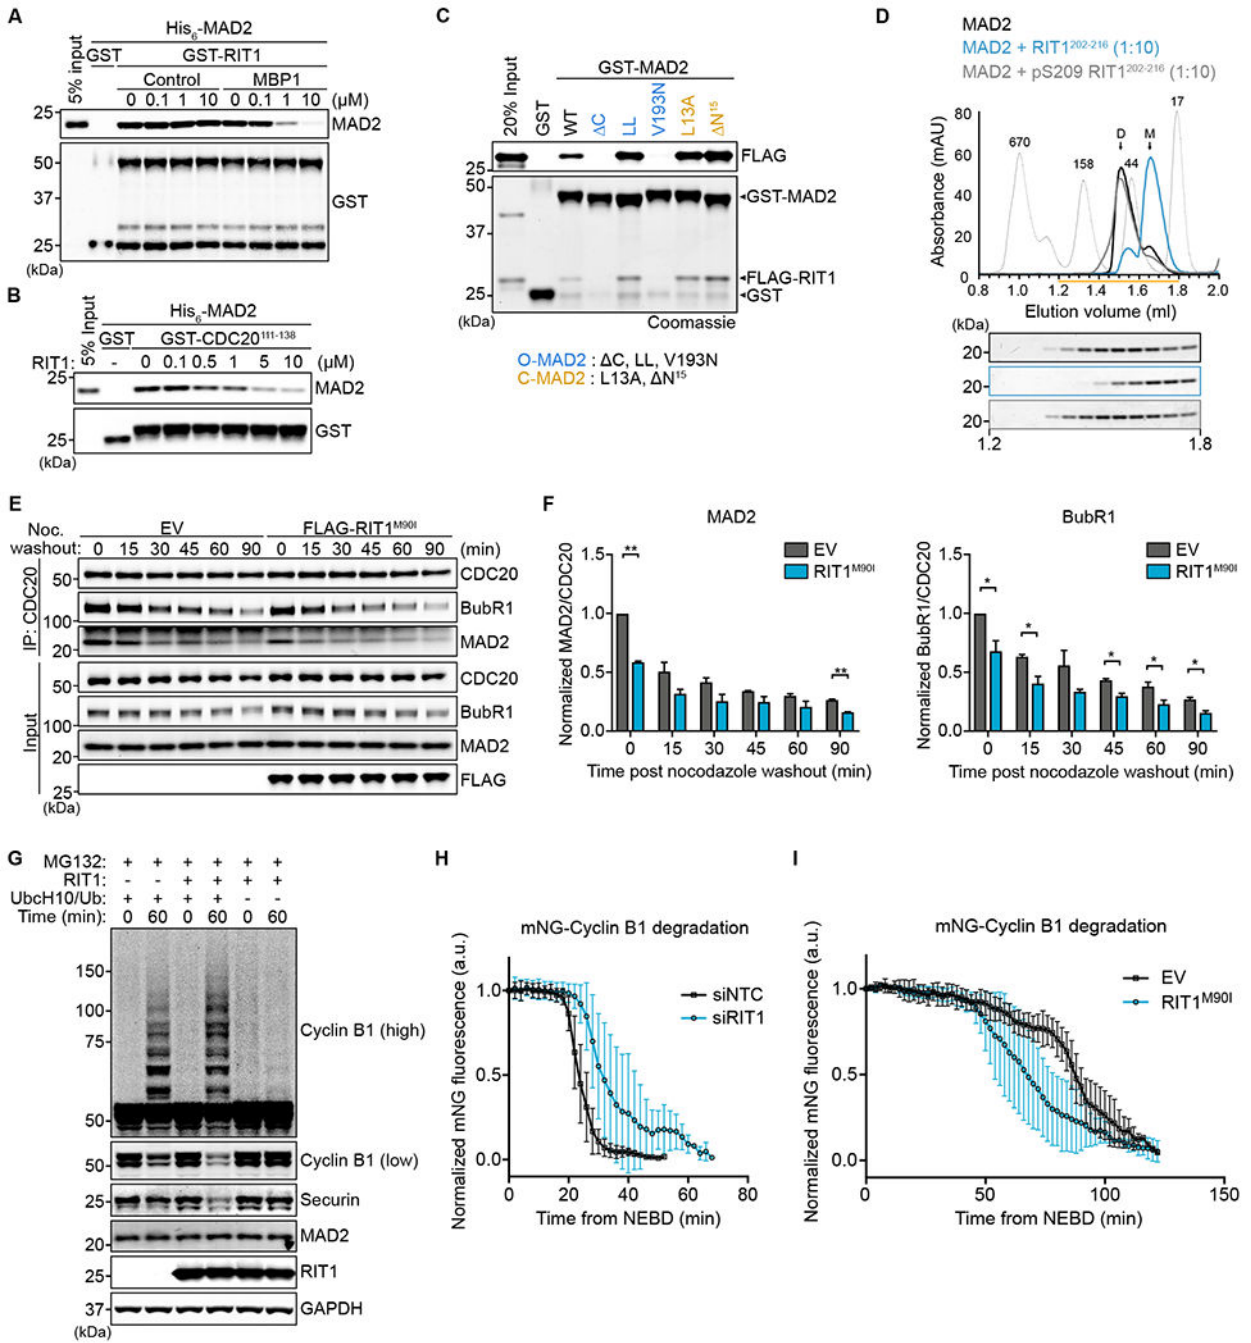 A
His6-MAD2
5% input
GST
GST-RIT1
Control MBP1
0 0.1 1 10 0 0.1 1 10 (μM)
25
MAD2
50
37
25
GST
(kDa)
B
His6-MAD2
5% Input
GST
GST-CDC20111-138
RIT1: - 0 0.1 0.5 1 5 10 (μM)
25
MAD2
25
GST
(kDa)
C
GST-MAD2
20% Input
GST
WT
ΔC
LL
V193N
L13A
ΔN15
FLAG
25
50
GST-MAD2
37
FLAG-RIT1
25
GST
(kDa)
Coomassie
O-MAD2 : ΔC, LL, V193N
C-MAD2 : L13A, ΔN15
D
MAD2
MAD2 + RIT1202-216 (1:10)
MAD2 + pS209 RIT1202-216 (1:10)
17
80
D M
670
158
44
60
40
20
0
Absorbance (mAU)
0.8 1.0 1.2 1.4 1.6 1.8 2.0
Elution volume (ml)
(kDa)
20
20
20
1.2 1.8
E
Noc. washout:
EV FLAG-RIT1M90I
0 15 30 45 60 90 0 15 30 45 60 90 (min)
IP: CDC20
50
CDC20
100
BubR1
20
MAD2
Input
50
CDC20
100
BubR1
20
MAD2
25
FLAG
(kDa)
F
MAD2
Normalized MAD2/CDC20
1.5
1.0
0.5
0.0
EV
RIT1M90I
**
**
0 15 30 45 60 90
Time post nocodazole washout (min)
BubR1
Normalized BubR1/CDC20
1.5
1.0
0.5
0.0
EV
RIT1M90I
*
*
*
*
*
0 15 30 45 60 90
Time post nocodazole washout (min)
G
MG132: + + + + + +
RIT1: - - + + + +
UbcH10/Ub: + + + + - -
Time (min): 0 60 0 60 0 60
150
100
75
50
Cyclin B1 (high)
50
Cyclin B1 (low)
25
Securin
20
MAD2
25
RIT1
37
GAPDH
(kDa)
H
mNG-Cyclin B1 degradation
Normalized mNG fluorescence (a.u.)
1.0
0.5
0.0
siNTC
siRIT1
0 20 40 60 80
Time from NEBD (min)
I
mNG-Cyclin B1 degradation
Normalized mNG fluorescence (a.u.)
1.0
0.5
0.0
EV
RIT1M90I
0 50 100 150
Time from NEBD (min)